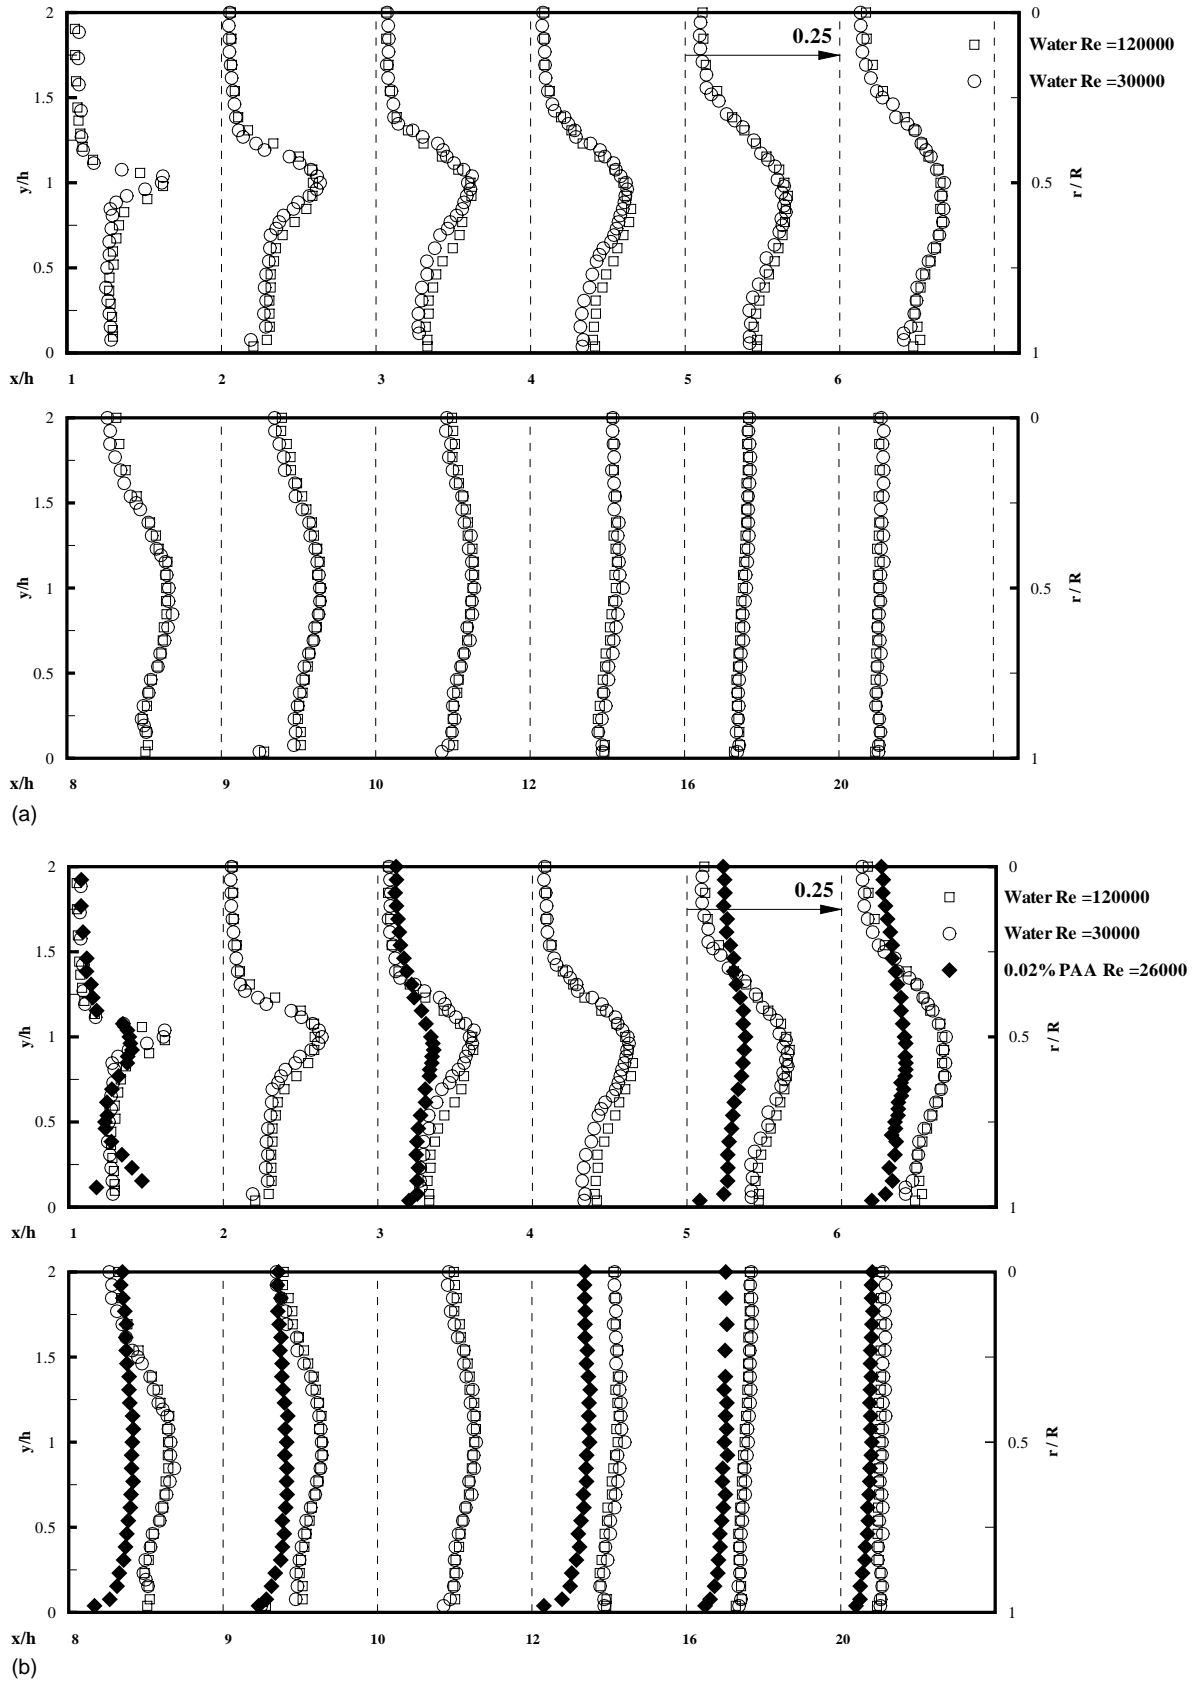 2
1.5
1
0.5
0
y/h
0
0.5
1
r / R
0.25
Water Re =120000
Water Re =30000
x/h 1 2 3 4 5 6
2
1.5
1
0.5
0
y/h
0
0.5
1
r / R
x/h 8 9 10 12 16 20
(a)
2
1.5
1
0.5
0
y/h
0
0.5
1
r / R
0.25
Water Re =120000
Water Re =30000
0.02% PAA Re =26000
x/h 1 2 3 4 5 6
2
1.5
1
0.5
0
y/h
0
0.5
1
r / R
x/h 8 9 10 12 16 20
(b)